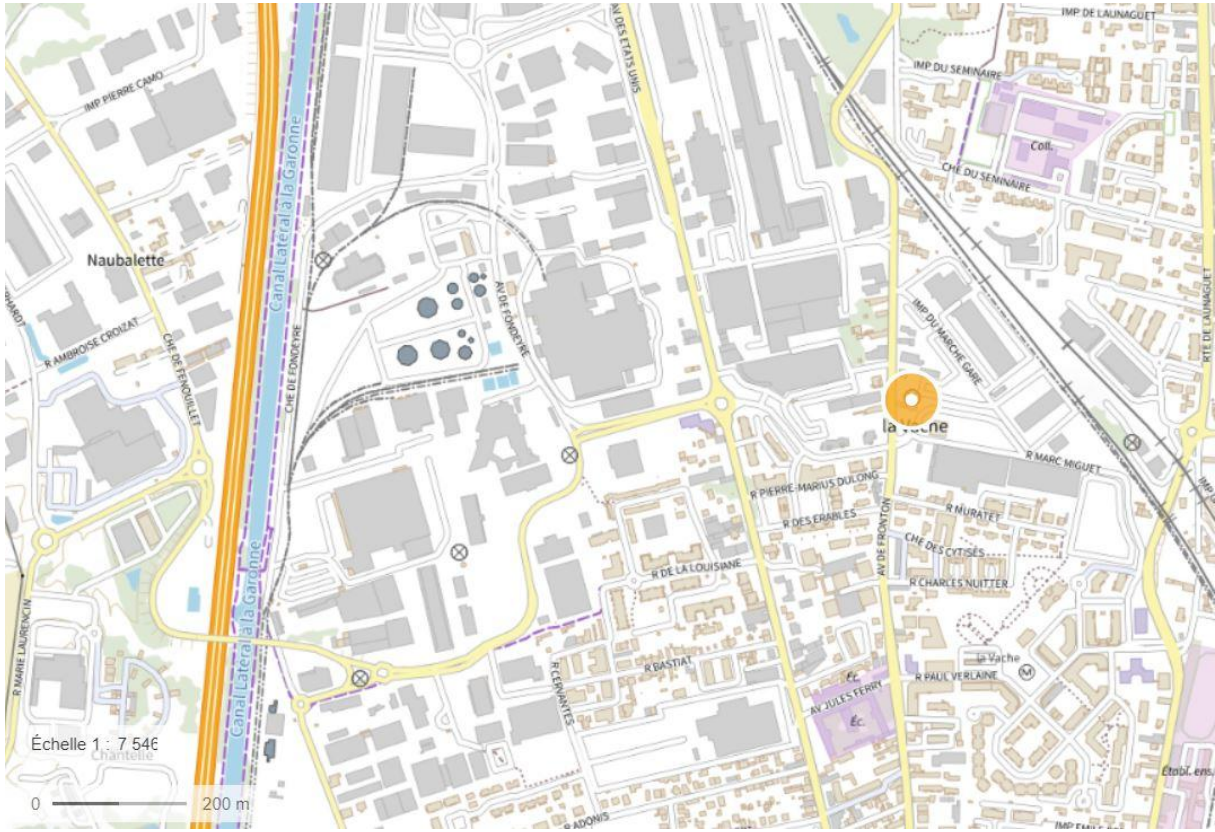 IMP DE LAUNAGUET
AV DES ETATS UNIS
IMP DU SEMINAIRE
IMP PIERRE CAMO
Coll.
CHE DU SEMINAIRE
Canal Latéral à la Garonne
Naubalette
AV DE FONDEYRE
RTE DE LAUNAGUET
R AMBROISE CROIZAT
CHE DE FENOUILLET
CHE DE FONDEYRE
IMP DU MARCHE GARE
la Vache
R MARC MIGUET
R PIERRE-MARIUS DULONG
R MURATET
R DES ERABLES
AV DE FRONTON
CHE DES CYTISES
R DE LA LOUISIANE
R CHARLES NUITTER
Canal Latéral à la Garonne
R MARIE LAURENCIN
R BASTIAT
la Vache
M
R CERVANTES
Éc.
R PAUL VERLAINE
AV JULES FERRY
Éc.
Échelle 1 : 7 546
Chantelle
Établ. ens.
0 200 m
R ADONIS